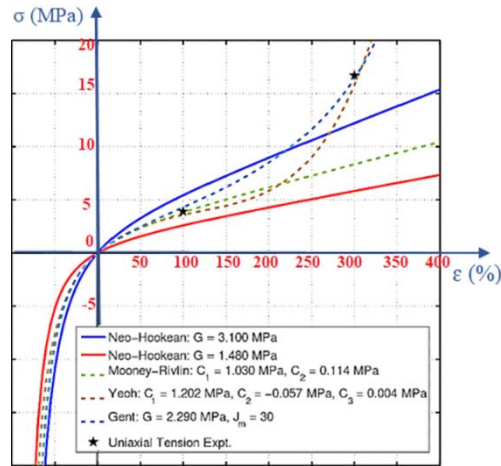 σ (MPa)
20
15
10
5
0
50 100 150 200 250 300 350 400
ε (%)
-5
Neo-Hookean: G = 3.100 MPa
Neo-Hookean: G = 1.480 MPa
Mooney-Rivlin: C₁ = 1.030 MPa, C₂ = 0.114 MPa
Yeoh: C₁ = 1.202 MPa, C₂ = -0.057 MPa, C₃ = 0.004 MPa
Gent: G = 2.290 MPa, Jₘ = 30
Uniaxial Tension Expt.